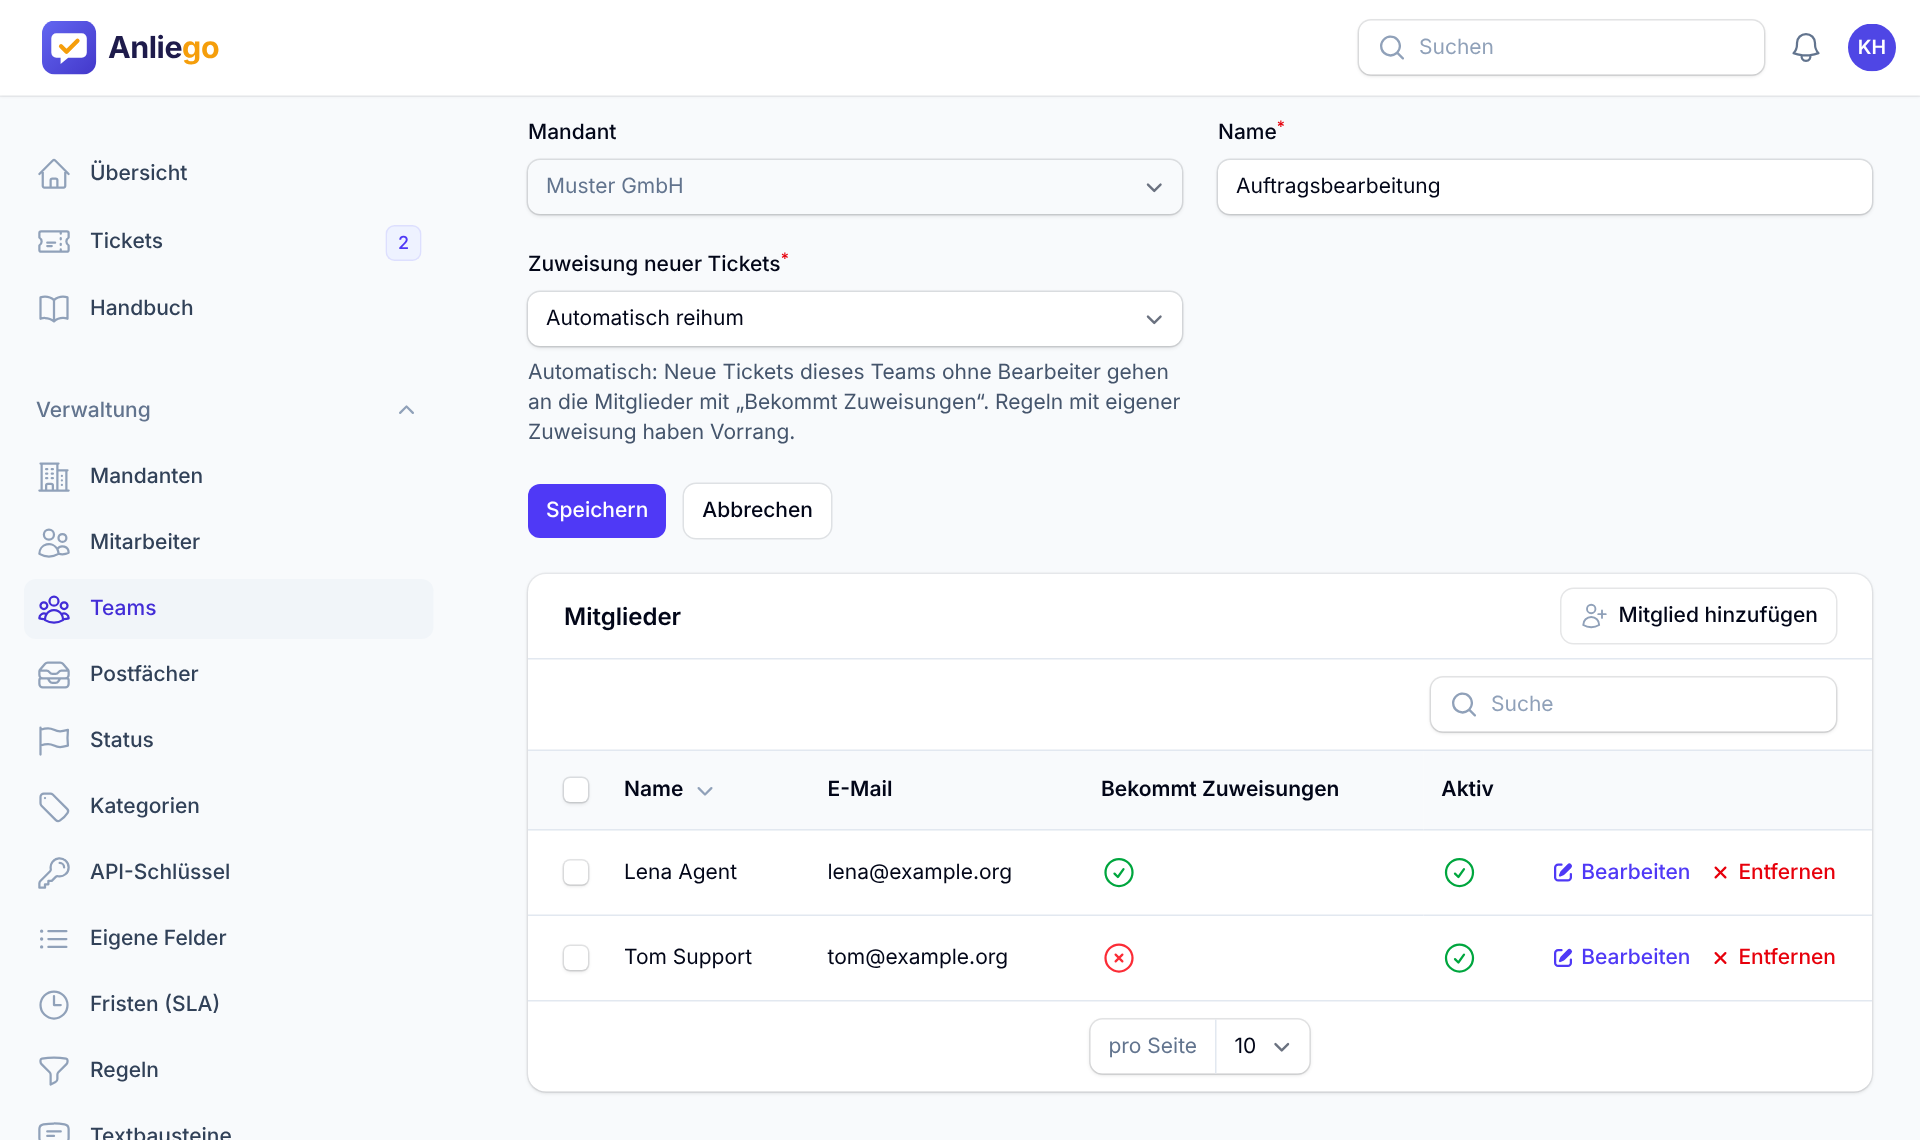 Anliego
Suchen
KH
Übersicht
Tickets
2
Handbuch
Verwaltung
Mandanten
Mitarbeiter
Teams
Postfächer
Status
Kategorien
API-Schlüssel
Eigene Felder
Fristen (SLA)
Regeln
Textbausteine
Mandant
Muster GmbH
Name*
Auftragsbearbeitung
Zuweisung neuer Tickets*
Automatisch reihum
Automatisch: Neue Tickets dieses Teams ohne Bearbeiter gehen
an die Mitglieder mit „Bekommt Zuweisungen“. Regeln mit eigener
Zuweisung haben Vorrang.
Speichern
Abbrechen
Mitglieder
Mitglied hinzufügen
Suche
Name E-Mail Bekommt Zuweisungen Aktiv
Lena Agent lena@example.org Bearbeiten Entfernen
Tom Support tom@example.org Bearbeiten Entfernen
pro Seite 10